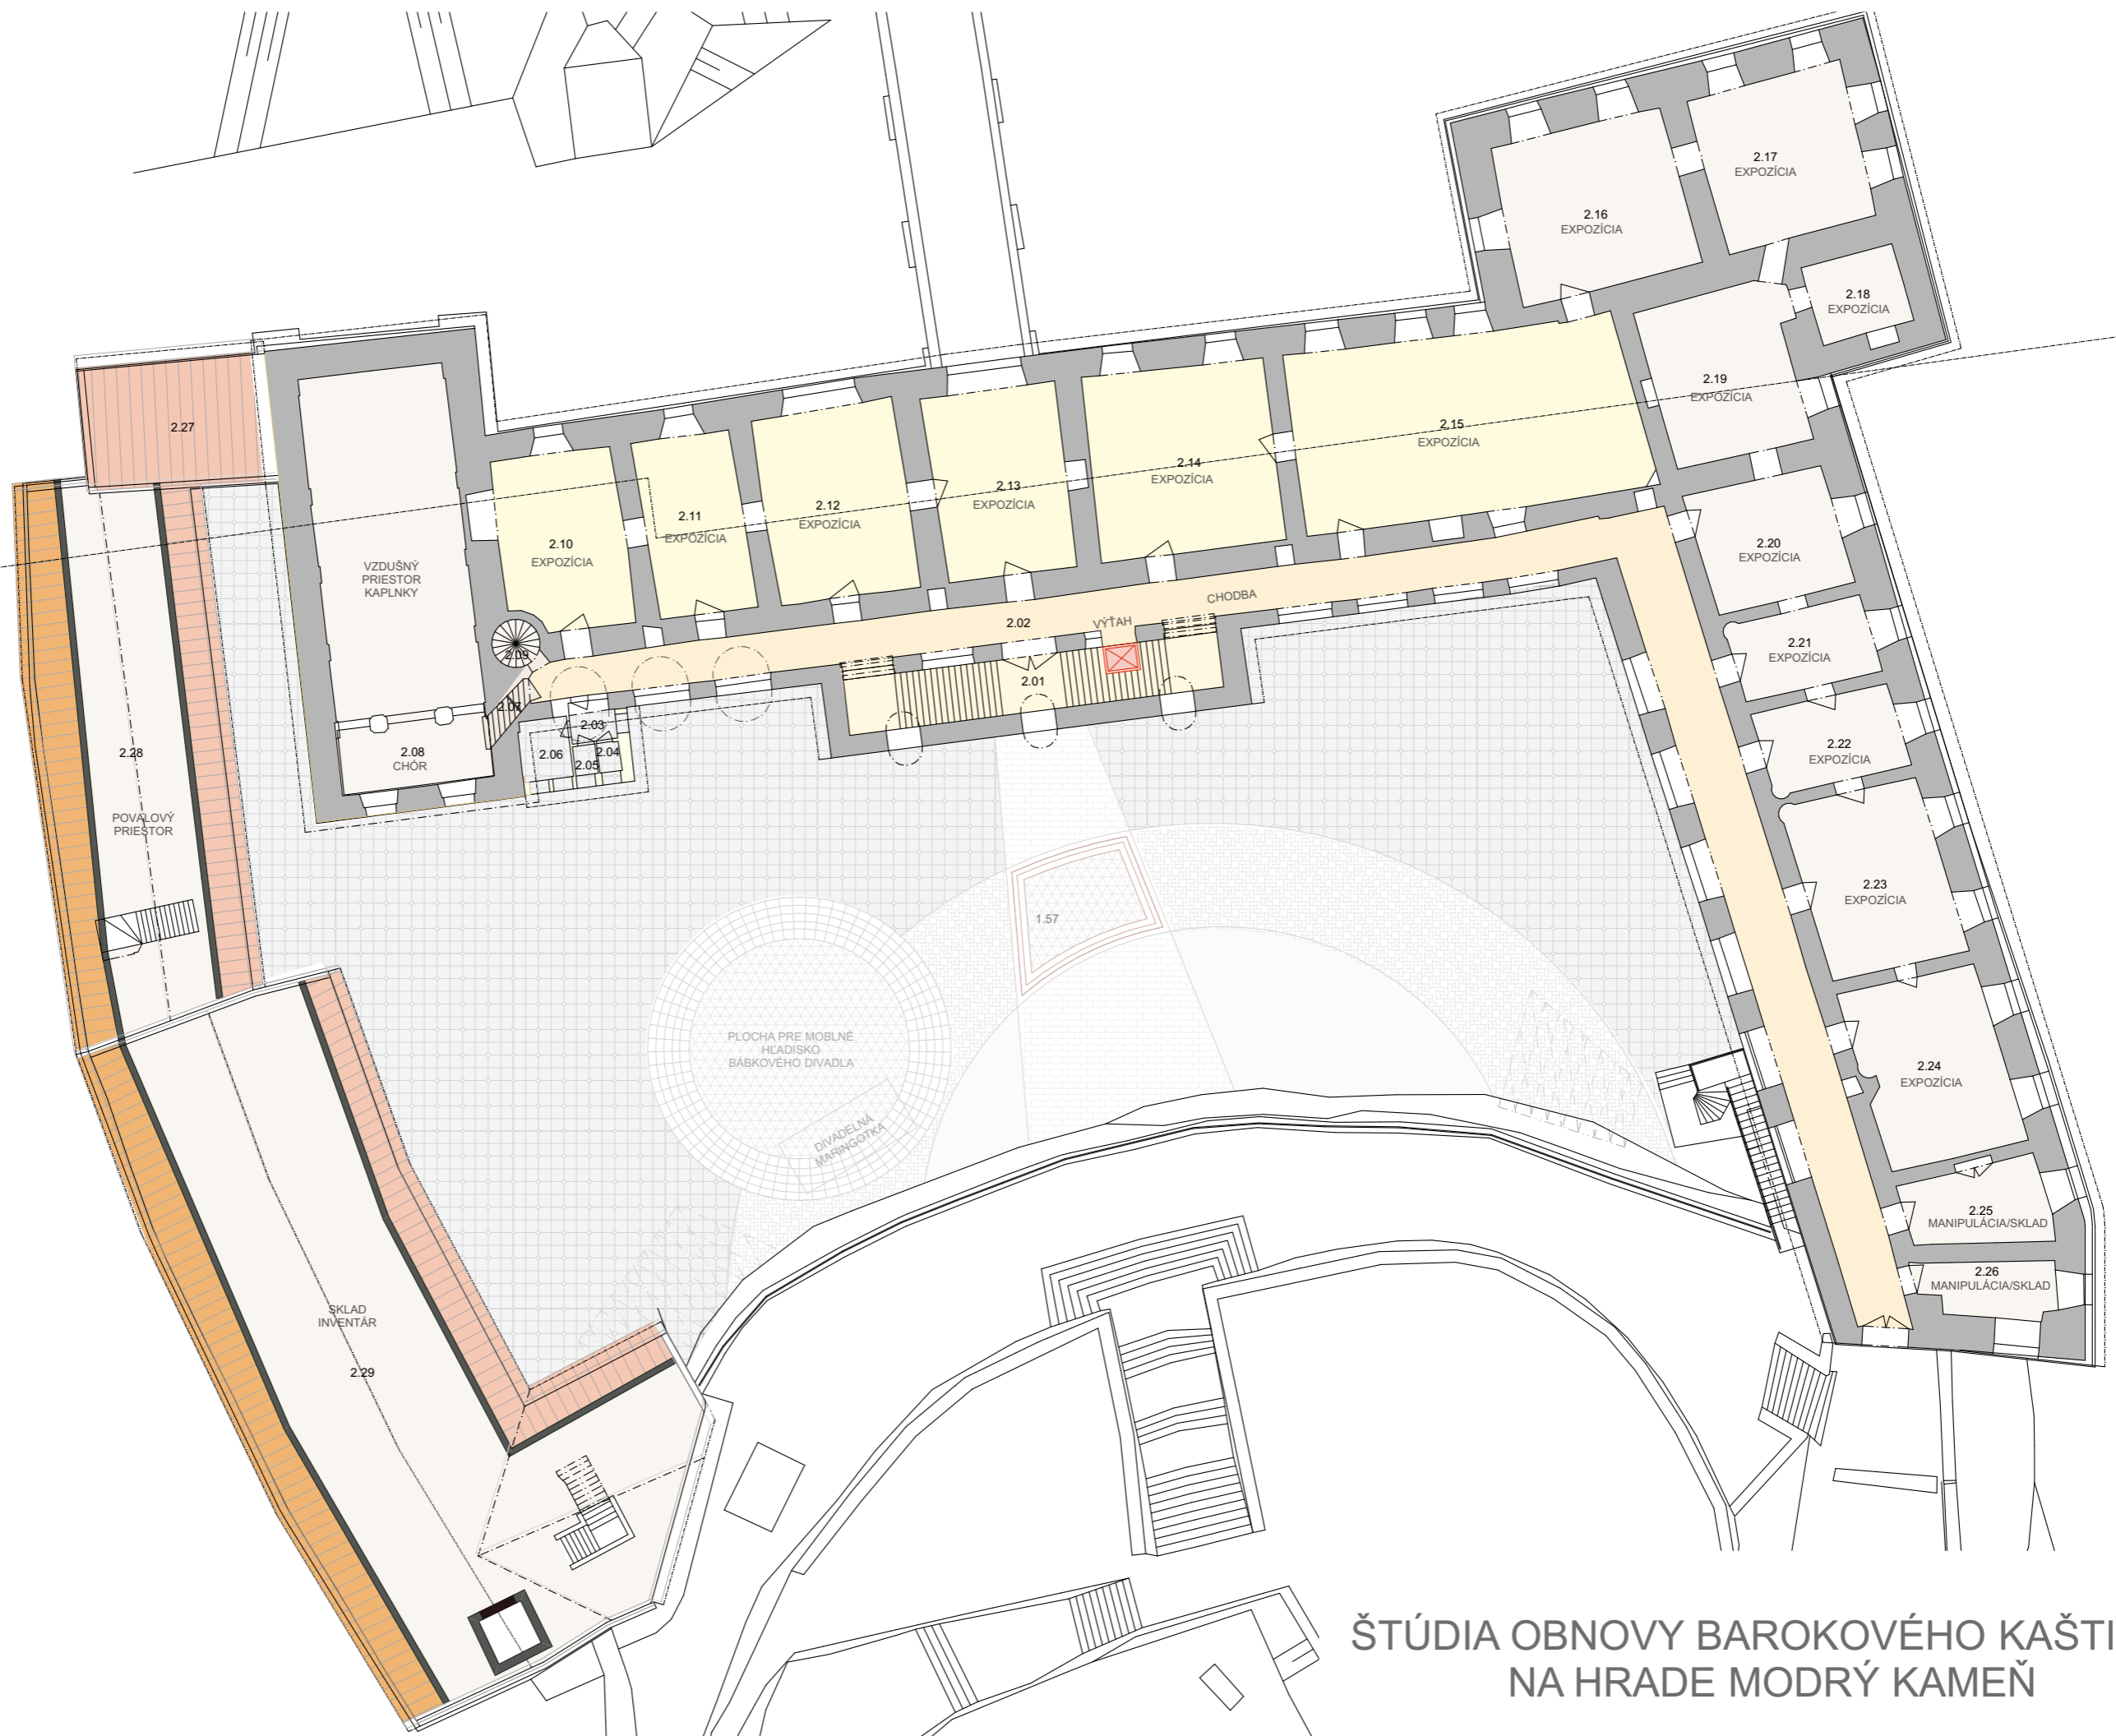 2.17
EXPOZÍCIA
2.16
EXPOZÍCIA
2.18
EXPOZÍCIA
2.19
EXPOZÍCIA
2.27
2.15
EXPOZÍCIA
2.14
EXPOZÍCIA
2.13
EXPOZÍCIA
2.12
EXPOZÍCIA
2.11
EXPOZÍCIA
2.10
EXPOZÍCIA
2.20
EXPOZÍCIA
VZDUŠNÝ
PRIESTOR
KAPLNKY
CHODBA
VÝŤAH
2.02
2.01
2.09
2.07
2.21
EXPOZÍCIA
2.03
2.04
2.05
2.06
2.08
CHÓR
2.22
EXPOZÍCIA
2.28
POVALOVÝ
PRIESTOR
2.23
EXPOZÍCIA
1.57
PLOCHA PRE MOBLNÉ
HĽADISKO
BÁBKOVÉHO DIVADLA
DIVADELNÁ
MARINGOTKA
2.24
EXPOZÍCIA
2.25
MANIPULÁCIA/SKLAD
2.26
MANIPULÁCIA/SKLAD
SKLAD
INVENTÁR
2.29
ŠTÚDIA OBNOVY BAROKOVÉHO KAŠTI
NA HRADE MODRÝ KAMEŇ